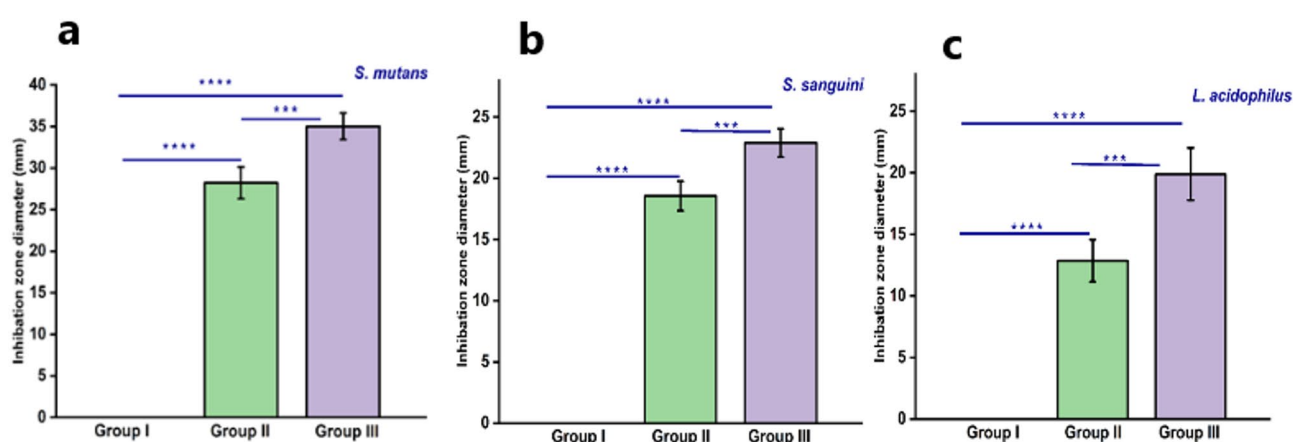 a
S. mutans
Inhibation zone diameter (mm)
40
35
30
25
20
15
10
5
0
****
***
****
Group I Group II Group III
b
S. sanguini
Inhibation zone diameter (mm)
25
20
15
10
5
0
****
***
****
Group I Group II Group III
c
L. acidophilus
Inhibation zone diameter (mm)
25
20
15
10
5
0
****
***
****
Group I Group II Group III